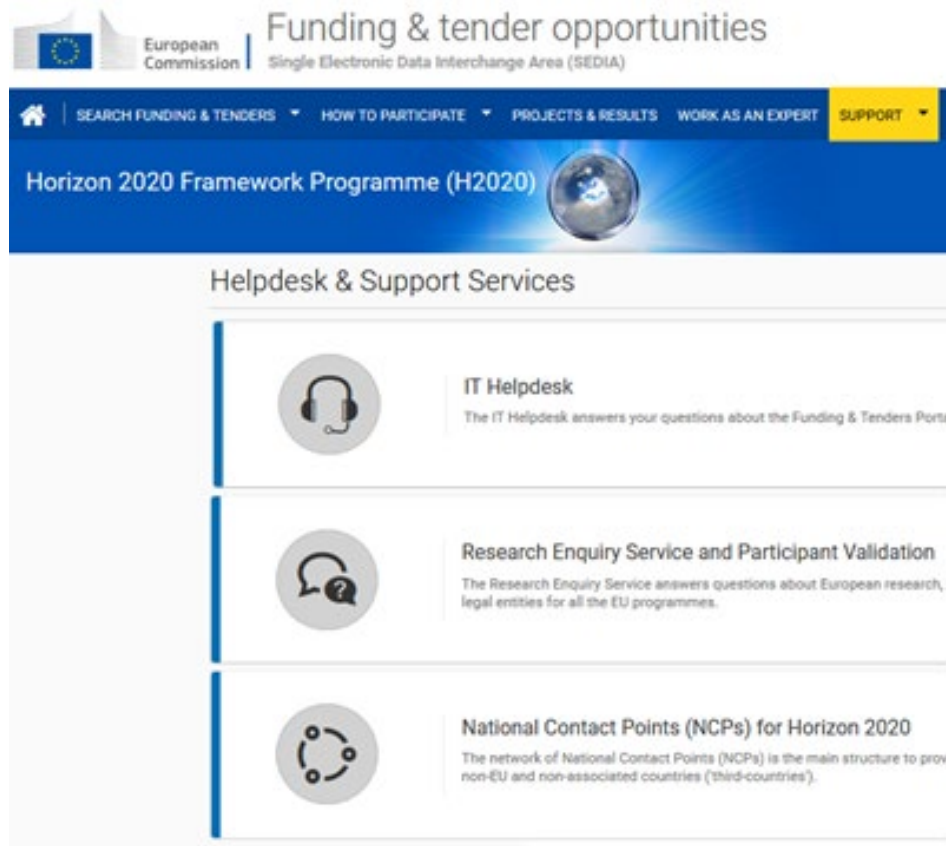 European
Commission
Funding & tender opportunities
Single Electronic Data Interchange Area (SEDIA)
SEARCH FUNDING & TENDERS HOW TO PARTICIPATE PROJECTS & RESULTS WORK AS AN EXPERT SUPPORT
Horizon 2020 Framework Programme (H2020)
Helpdesk & Support Services
IT Helpdesk
The IT Helpdesk answers your questions about the Funding & Tenders Porta
Research Enquiry Service and Participant Validation
The Research Enquiry Service answers questions about European research,
legal entities for all the EU programmes.
National Contact Points (NCPs) for Horizon 2020
The network of National Contact Points (NCPs) is the main structure to prov
non-EU and non-associated countries ('third-countries').